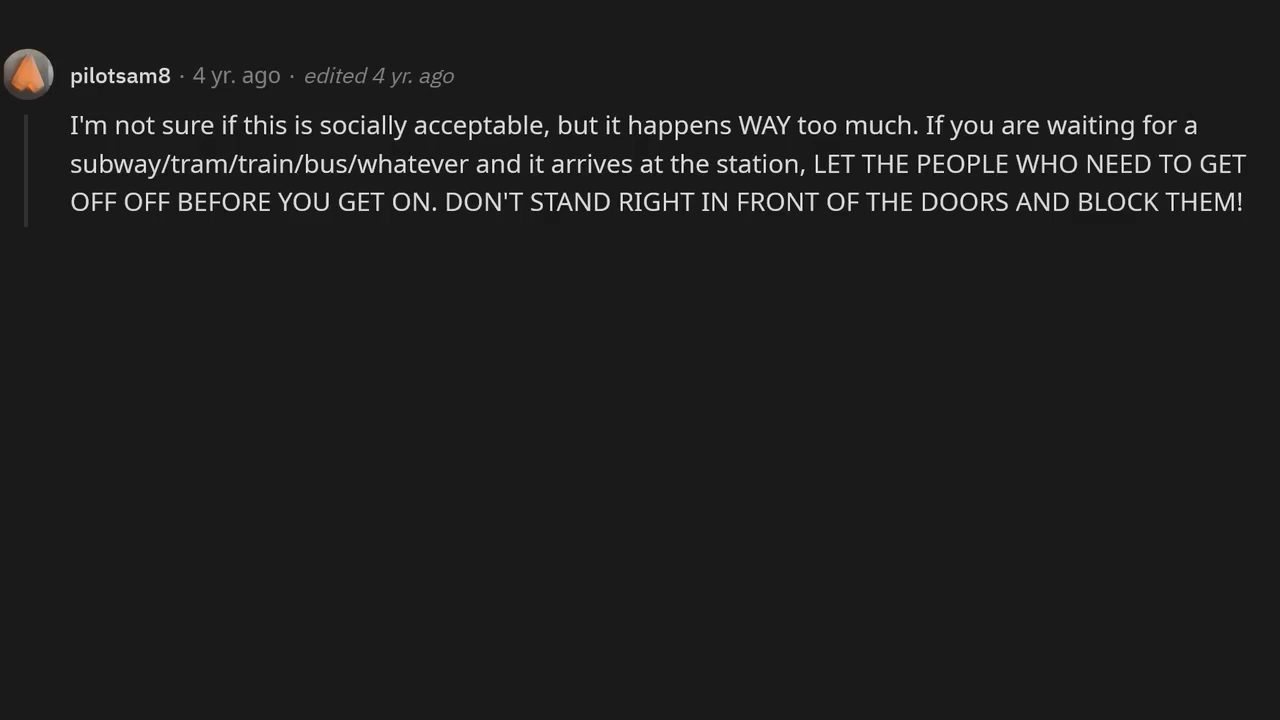 pilotsam8 · 4 yr. ago · edited 4 yr. ago
I'm not sure if this is socially acceptable, but it happens WAY too much. If you are waiting for a
subway/tram/train/bus/whatever and it arrives at the station, LET THE PEOPLE WHO NEED TO GET
OFF OFF BEFORE YOU GET ON. DON'T STAND RIGHT IN FRONT OF THE DOORS AND BLOCK THEM!